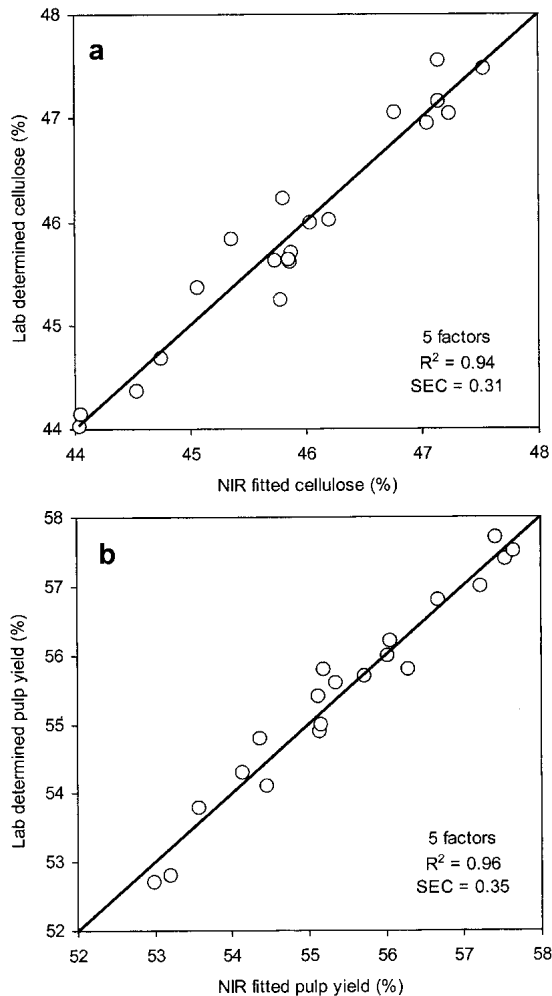 a
48
47
46
45
44
Lab determined cellulose (%)
5 factors
R² = 0.94
SEC = 0.31
44 45 46 47 48
NIR fitted cellulose (%)
b
58
57
56
55
54
53
52
Lab determined pulp yield (%)
5 factors
R² = 0.96
SEC = 0.35
52 53 54 55 56 57 58
NIR fitted pulp yield (%)